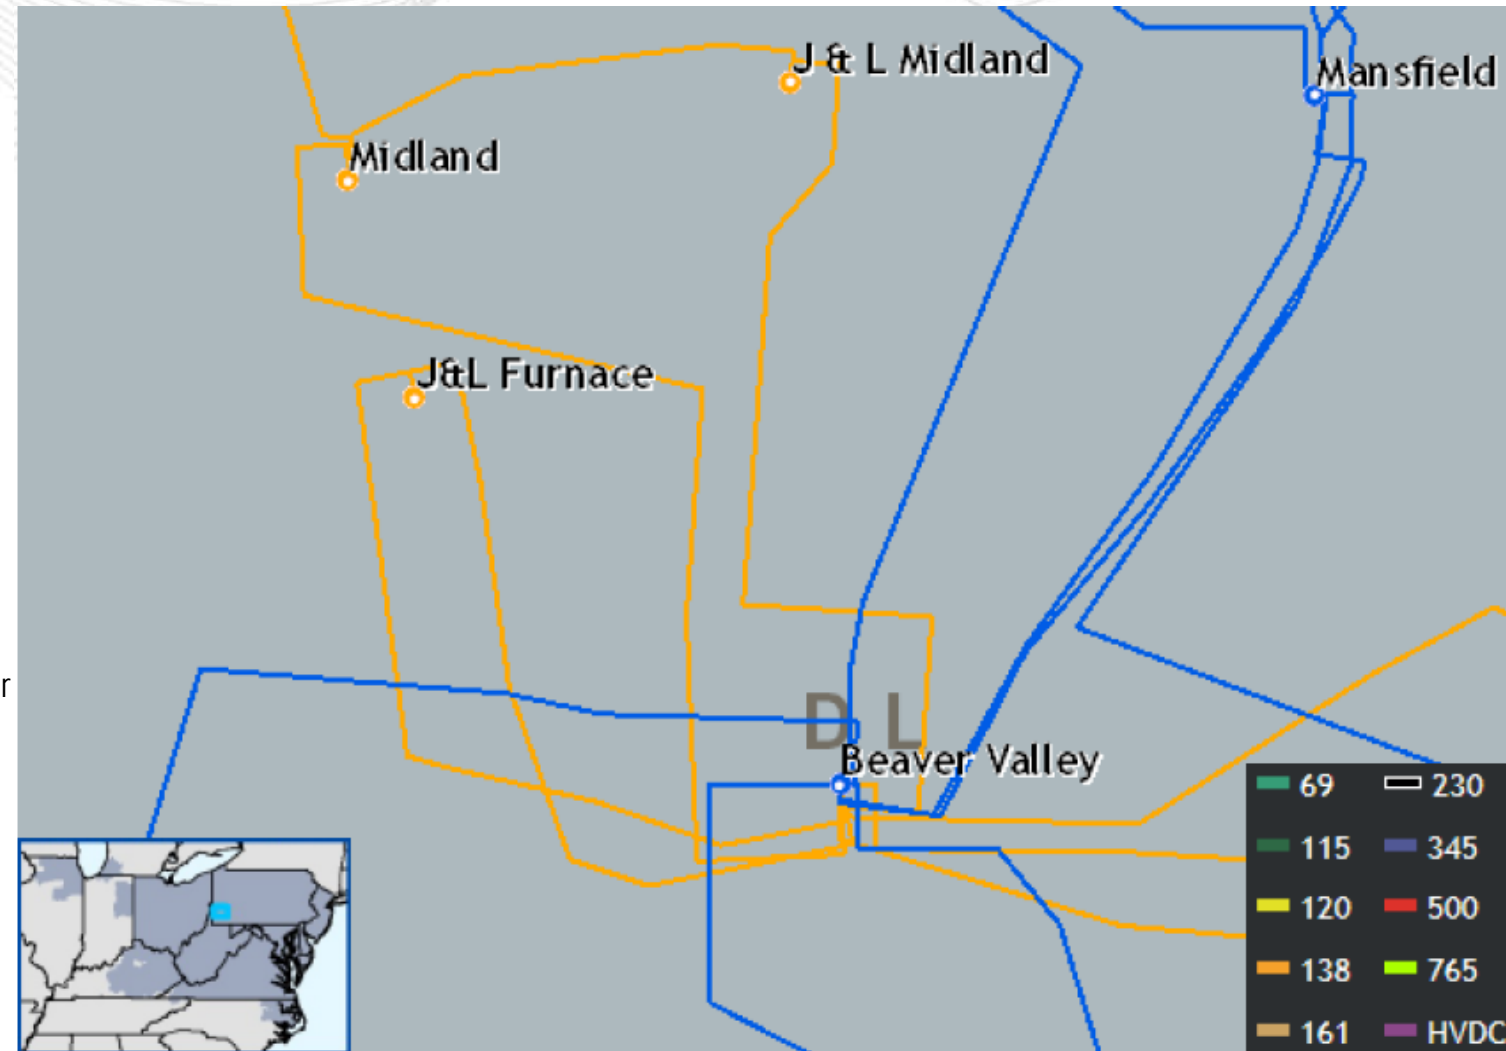 J & L Midland
Mansfield
Midland
J&L Furnace
r
D L
Beaver Valley
69 230
115 345
120 500
138 765
161 HVDC